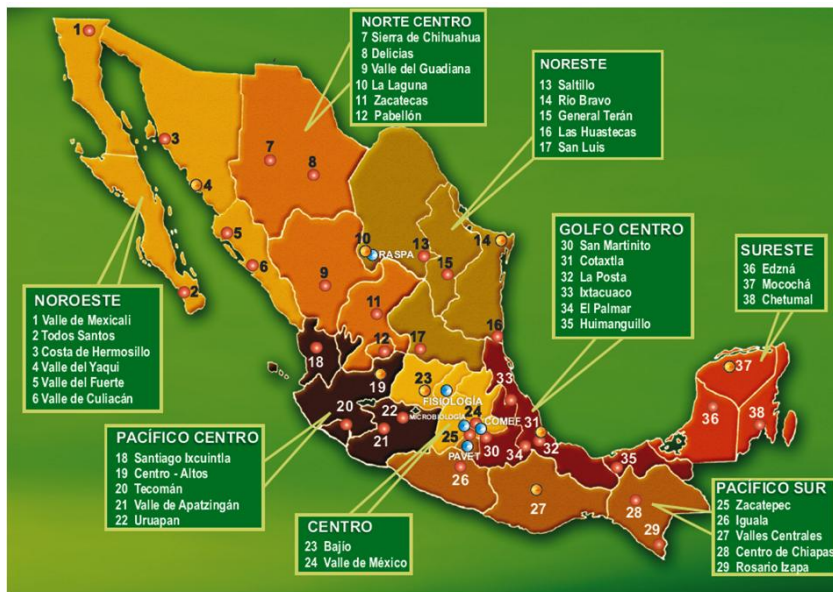 NORTE CENTRO
7 Sierra de Chihuahua
8 Delicias
9 Valle del Guadiana
10 La Laguna
11 Zacatecas
12 Pabellón
NORESTE
13 Saltillo
14 Río Bravo
15 General Terán
16 Las Huastecas
17 San Luis
GOLFO CENTRO
30 San Martinito
31 Cotaxtla
32 La Posta
33 Ixtacuaco
34 El Palmar
35 Huimanguillo
SURESTE
36 Edzná
37 Mocochá
38 Chetumal
NOROESTE
1 Valle de Mexicali
2 Todos Santos
3 Costa de Hermosillo
4 Valle del Yaqui
5 Valle del Fuerte
6 Valle de Culiacán
PACÍFICO CENTRO
18 Santiago Ixcuintla
19 Centro - Altos
20 Tecomán
21 Valle de Apatzingán
22 Uruapan
CENTRO
23 Bajío
24 Valle de México
PACÍFICO SUR
25 Zacatepec
26 Iguala
27 Valles Centrales
28 Centro de Chiapas
29 Rosario Izapa
1
3
7
8
4
5
6
2
10
RASPA
13
14
9
15
11
12
17
16
18
19
23
FISIOLOGÍA
33
37
20
22
MICROBIOLOGÍA
24
COMEF
31
36
38
21
25
PAVET
30
34
32
35
26
27
28
29